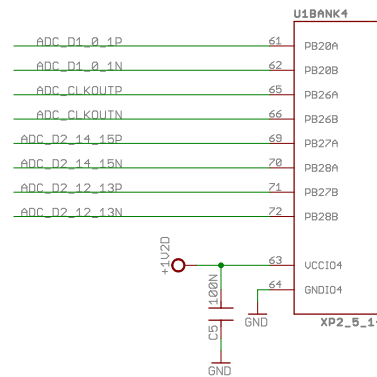 U1BANK4
ADC_D1_0_1P 61 PB20A
ADC_D1_0_1N 62 PB20B
ADC_CLKOUTP 65 PB26A
ADC_CLKOUTN 66 PB26B
ADC_D2_14_15P 69 PB27A
ADC_D2_14_15N 70 PB28A
ADC_D2_12_13P 71 PB27B
ADC_D2_12_13N 72 PB28B
+1V2D 63 VCCIO4
64 GNDIO4
100N
C5
GND
XP2_5_14
GND